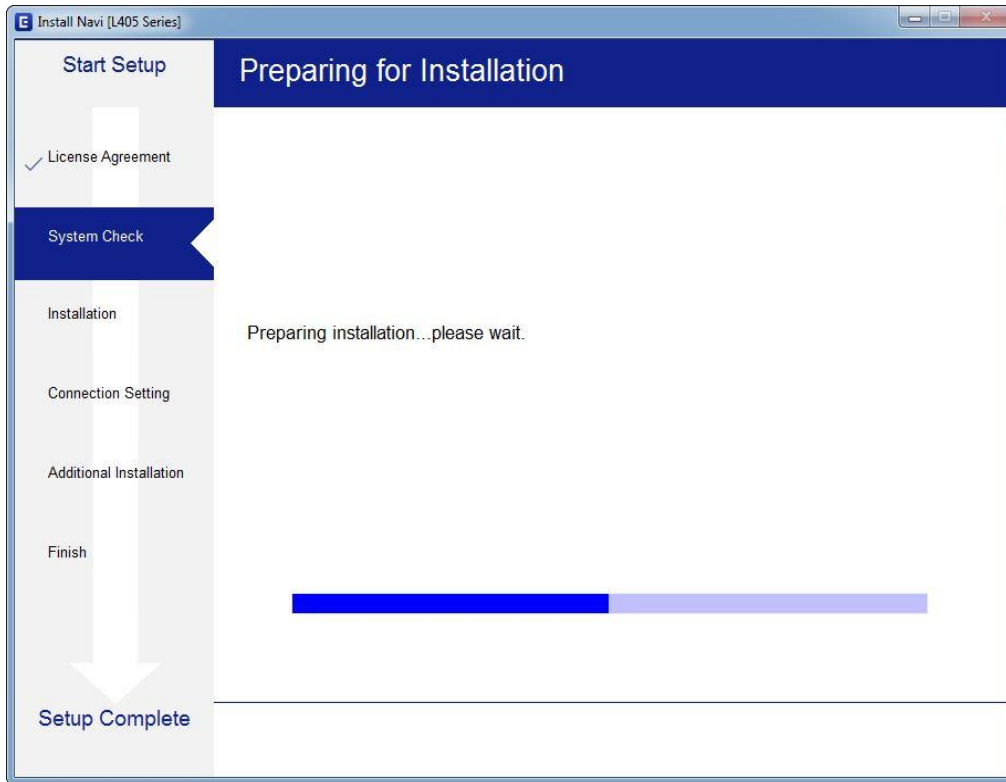 Install Navi [L405 Series]
Start Setup
Preparing for Installation
License Agreement
System Check
Installation
Preparing installation...please wait.
Connection Setting
Additional Installation
Finish
Setup Complete